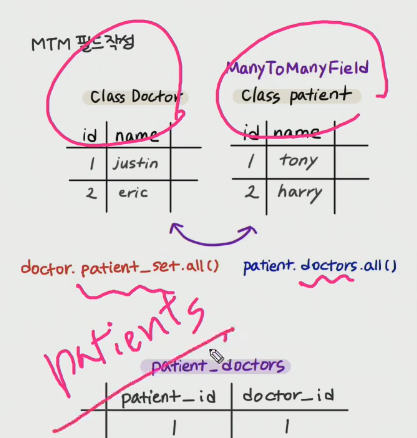 MTM 필드작성
ManyToManyField
Class Doctor
Class patient
id name
1 justin
2 eric
id name
1 tony
2 harry
doctor.patient_set.all()
patient.doctors.all()
patients
patient_doctors
patient_id doctor_id
1 1